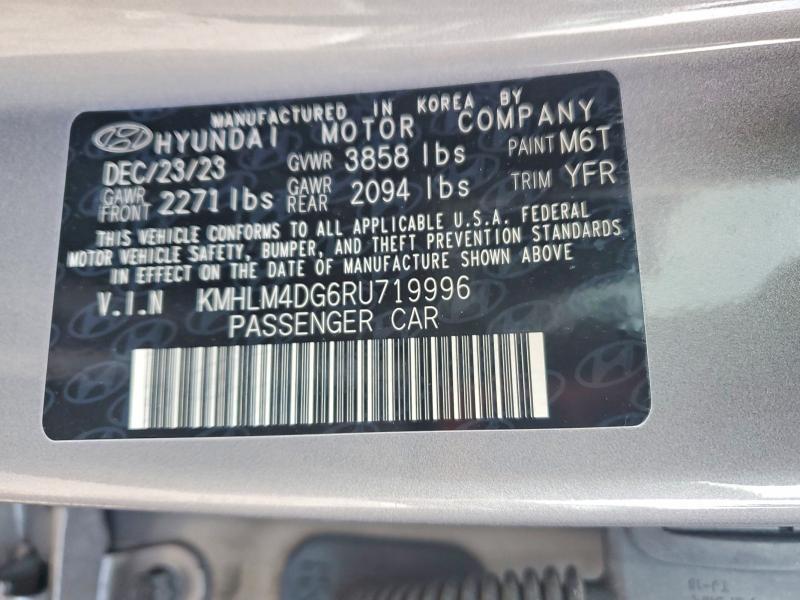 MANUFACTURED IN KOREA BY
HYUNDAI MOTOR COMPANY
DEC/23/23 GVWR 3858 lbs PAINT M6T
GAWR FRONT 2271 lbs GAWR REAR 2094 lbs TRIM YFR
THIS VEHICLE CONFORMS TO ALL APPLICABLE U.S.A. FEDERAL
MOTOR VEHICLE SAFETY, BUMPER, AND THEFT PREVENTION STANDARDS
IN EFFECT ON THE DATE OF MANUFACTURE SHOWN ABOVE
V.I.N KMHLM4DG6RU719996
PASSENGER CAR